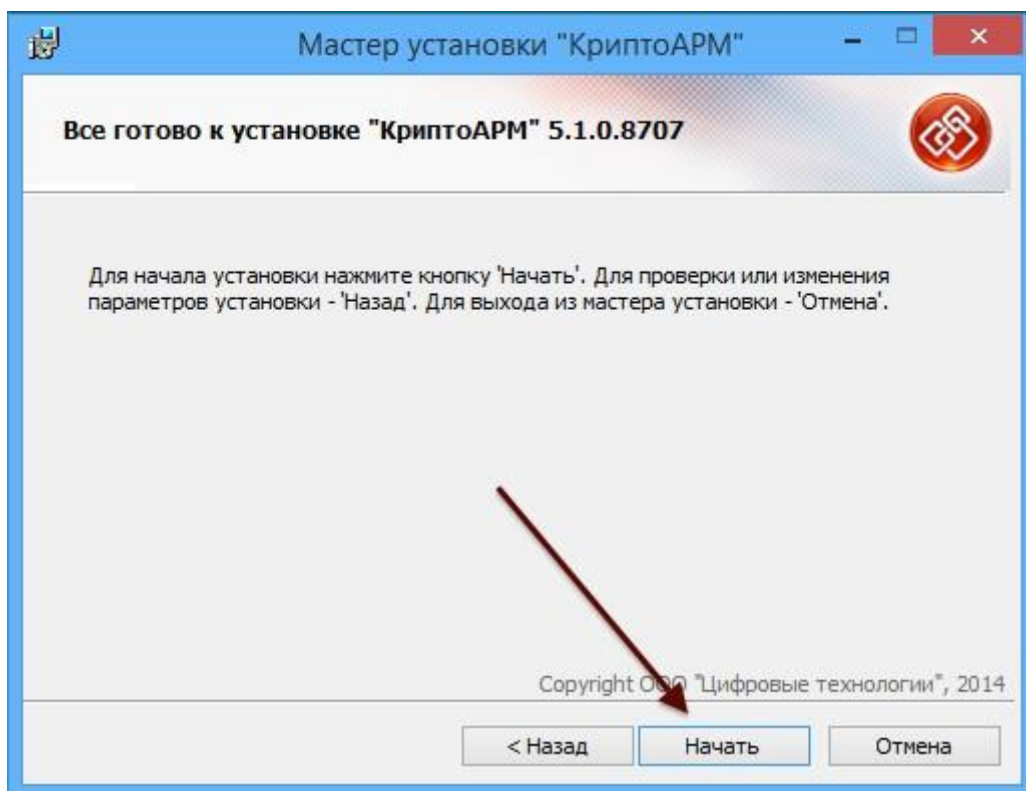 Мастер установки "КриптоАРМ"
Все готово к установке "КриптоАРМ" 5.1.0.8707
Для начала установки нажмите кнопку 'Начать'. Для проверки или изменения
параметров установки - 'Назад'. Для выхода из мастера установки - 'Отмена'.
Copyright ООО "Цифровые технологии", 2014
< Назад
Начать
Отмена